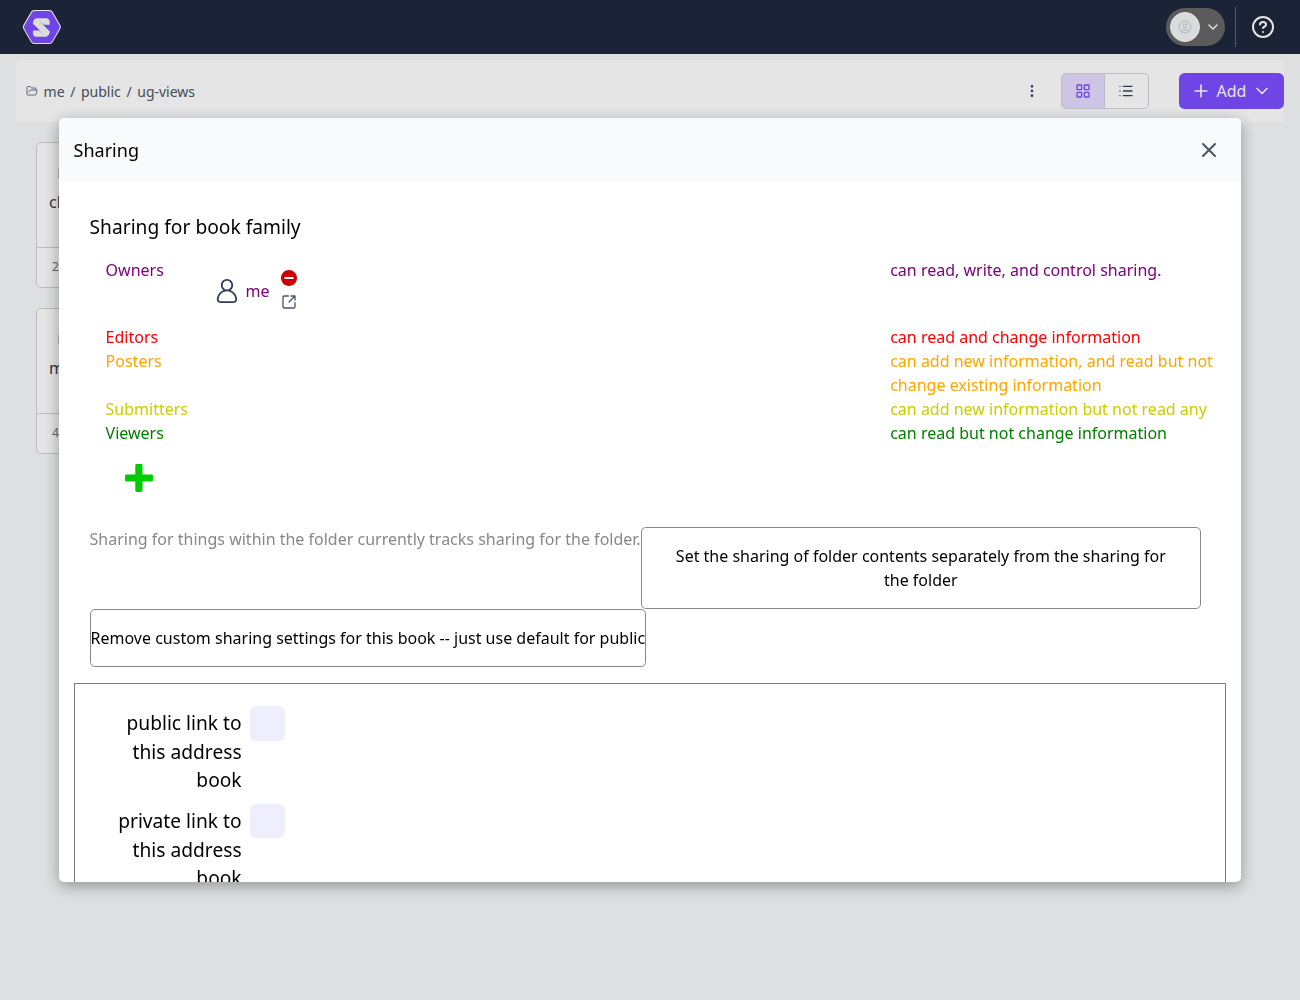 me / public / ug-views
Add
Sharing
Sharing for book family
Owners
me
can read, write, and control sharing.
Editors
can read and change information
Posters
can add new information, and read but not
change existing information
Submitters
can add new information but not read any
Viewers
can read but not change information
Sharing for things within the folder currently tracks sharing for the folder.
Set the sharing of folder contents separately from the sharing for
the folder
Remove custom sharing settings for this book -- just use default for public
public link to
this address
book
private link to
this address
book
2
4